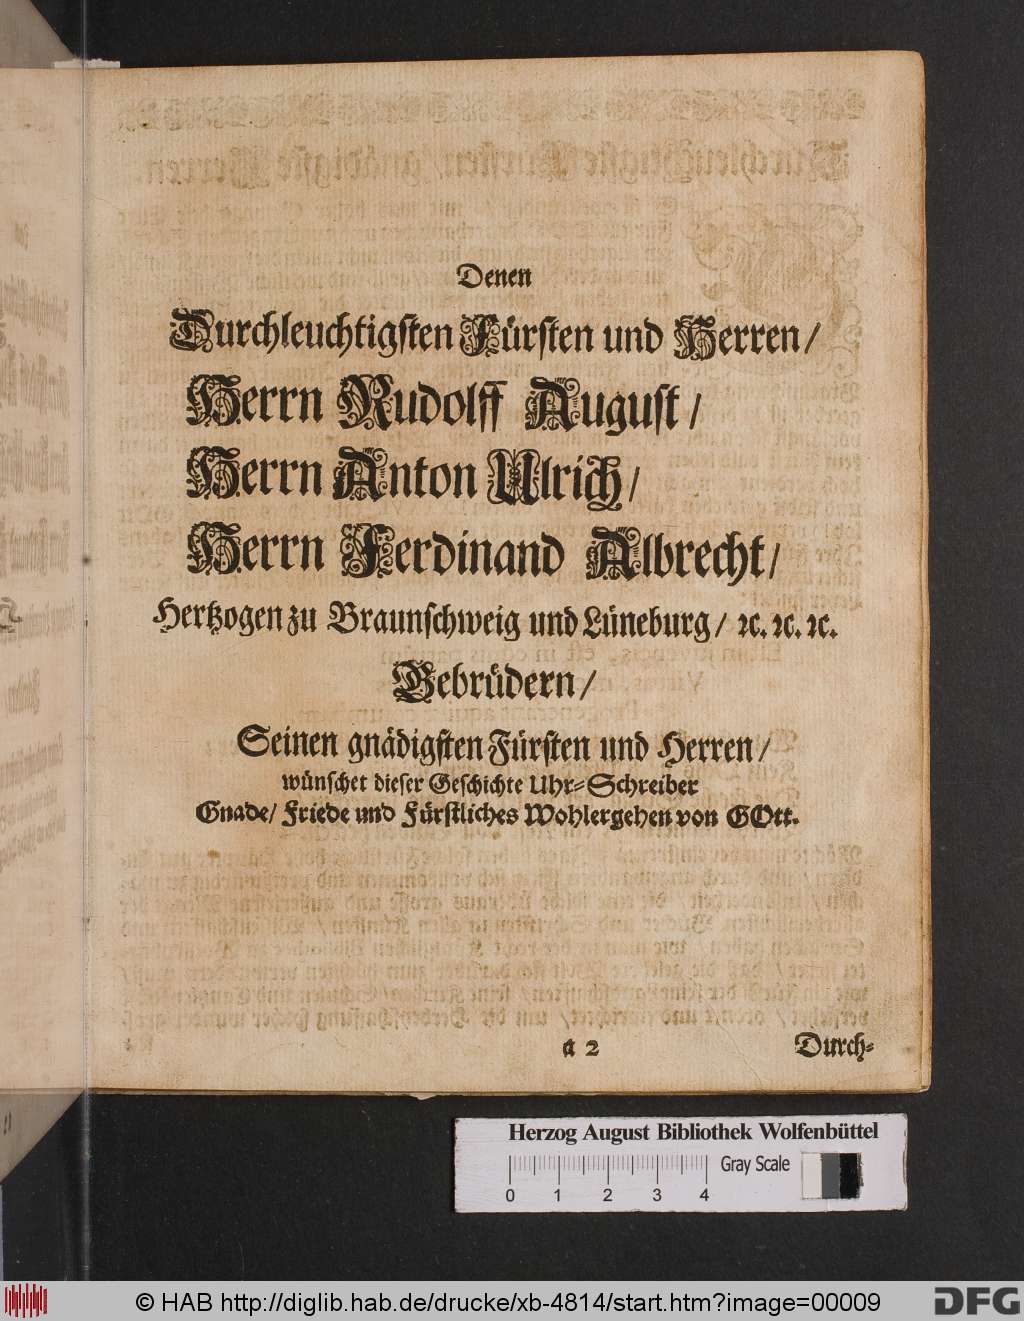 Denen
Durchleuchtigsten Fürsten und Herren/
Herrn Rudolff August/
Herrn Anton Ulrich/
Herrn Ferdinand Albrecht/
Hertzogen zu Braunschweig und Lüneburg/ ꝛc. ꝛc. ꝛc.
Gebrüdern/
Seinen gnädigsten Fürsten und Herren/
wünschet dieser Geschichte Uhr=Schreiber
Gnade/ Friede und Fürstliches Wohlergehen von GOtt.
a 2 Durch=
Herzog August Bibliothek Wolfenbüttel
Gray Scale
0 1 2 3 4
© HAB http://diglib.hab.de/drucke/xb-4814/start.htm?image=00009
DFG